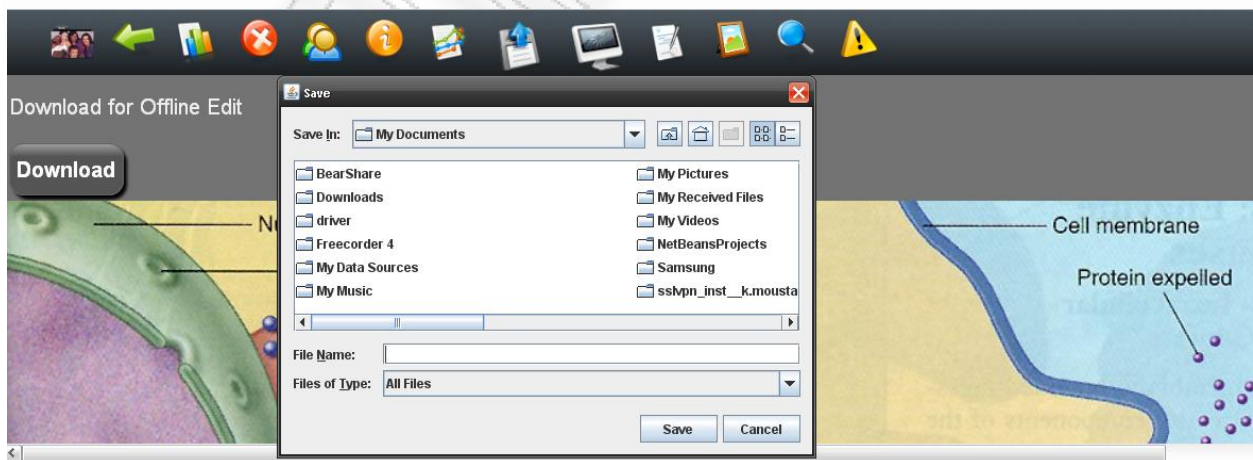 Download for Offline Edit
Download
Save
Save In: My Documents
BearShare
Downloads
driver
Freecorder 4
My Data Sources
My Music
My Pictures
My Received Files
My Videos
NetBeansProjects
Samsung
sslvpn_inst__k.mousta
File Name:
Files of Type: All Files
Save Cancel
Cell membrane
Protein expelled